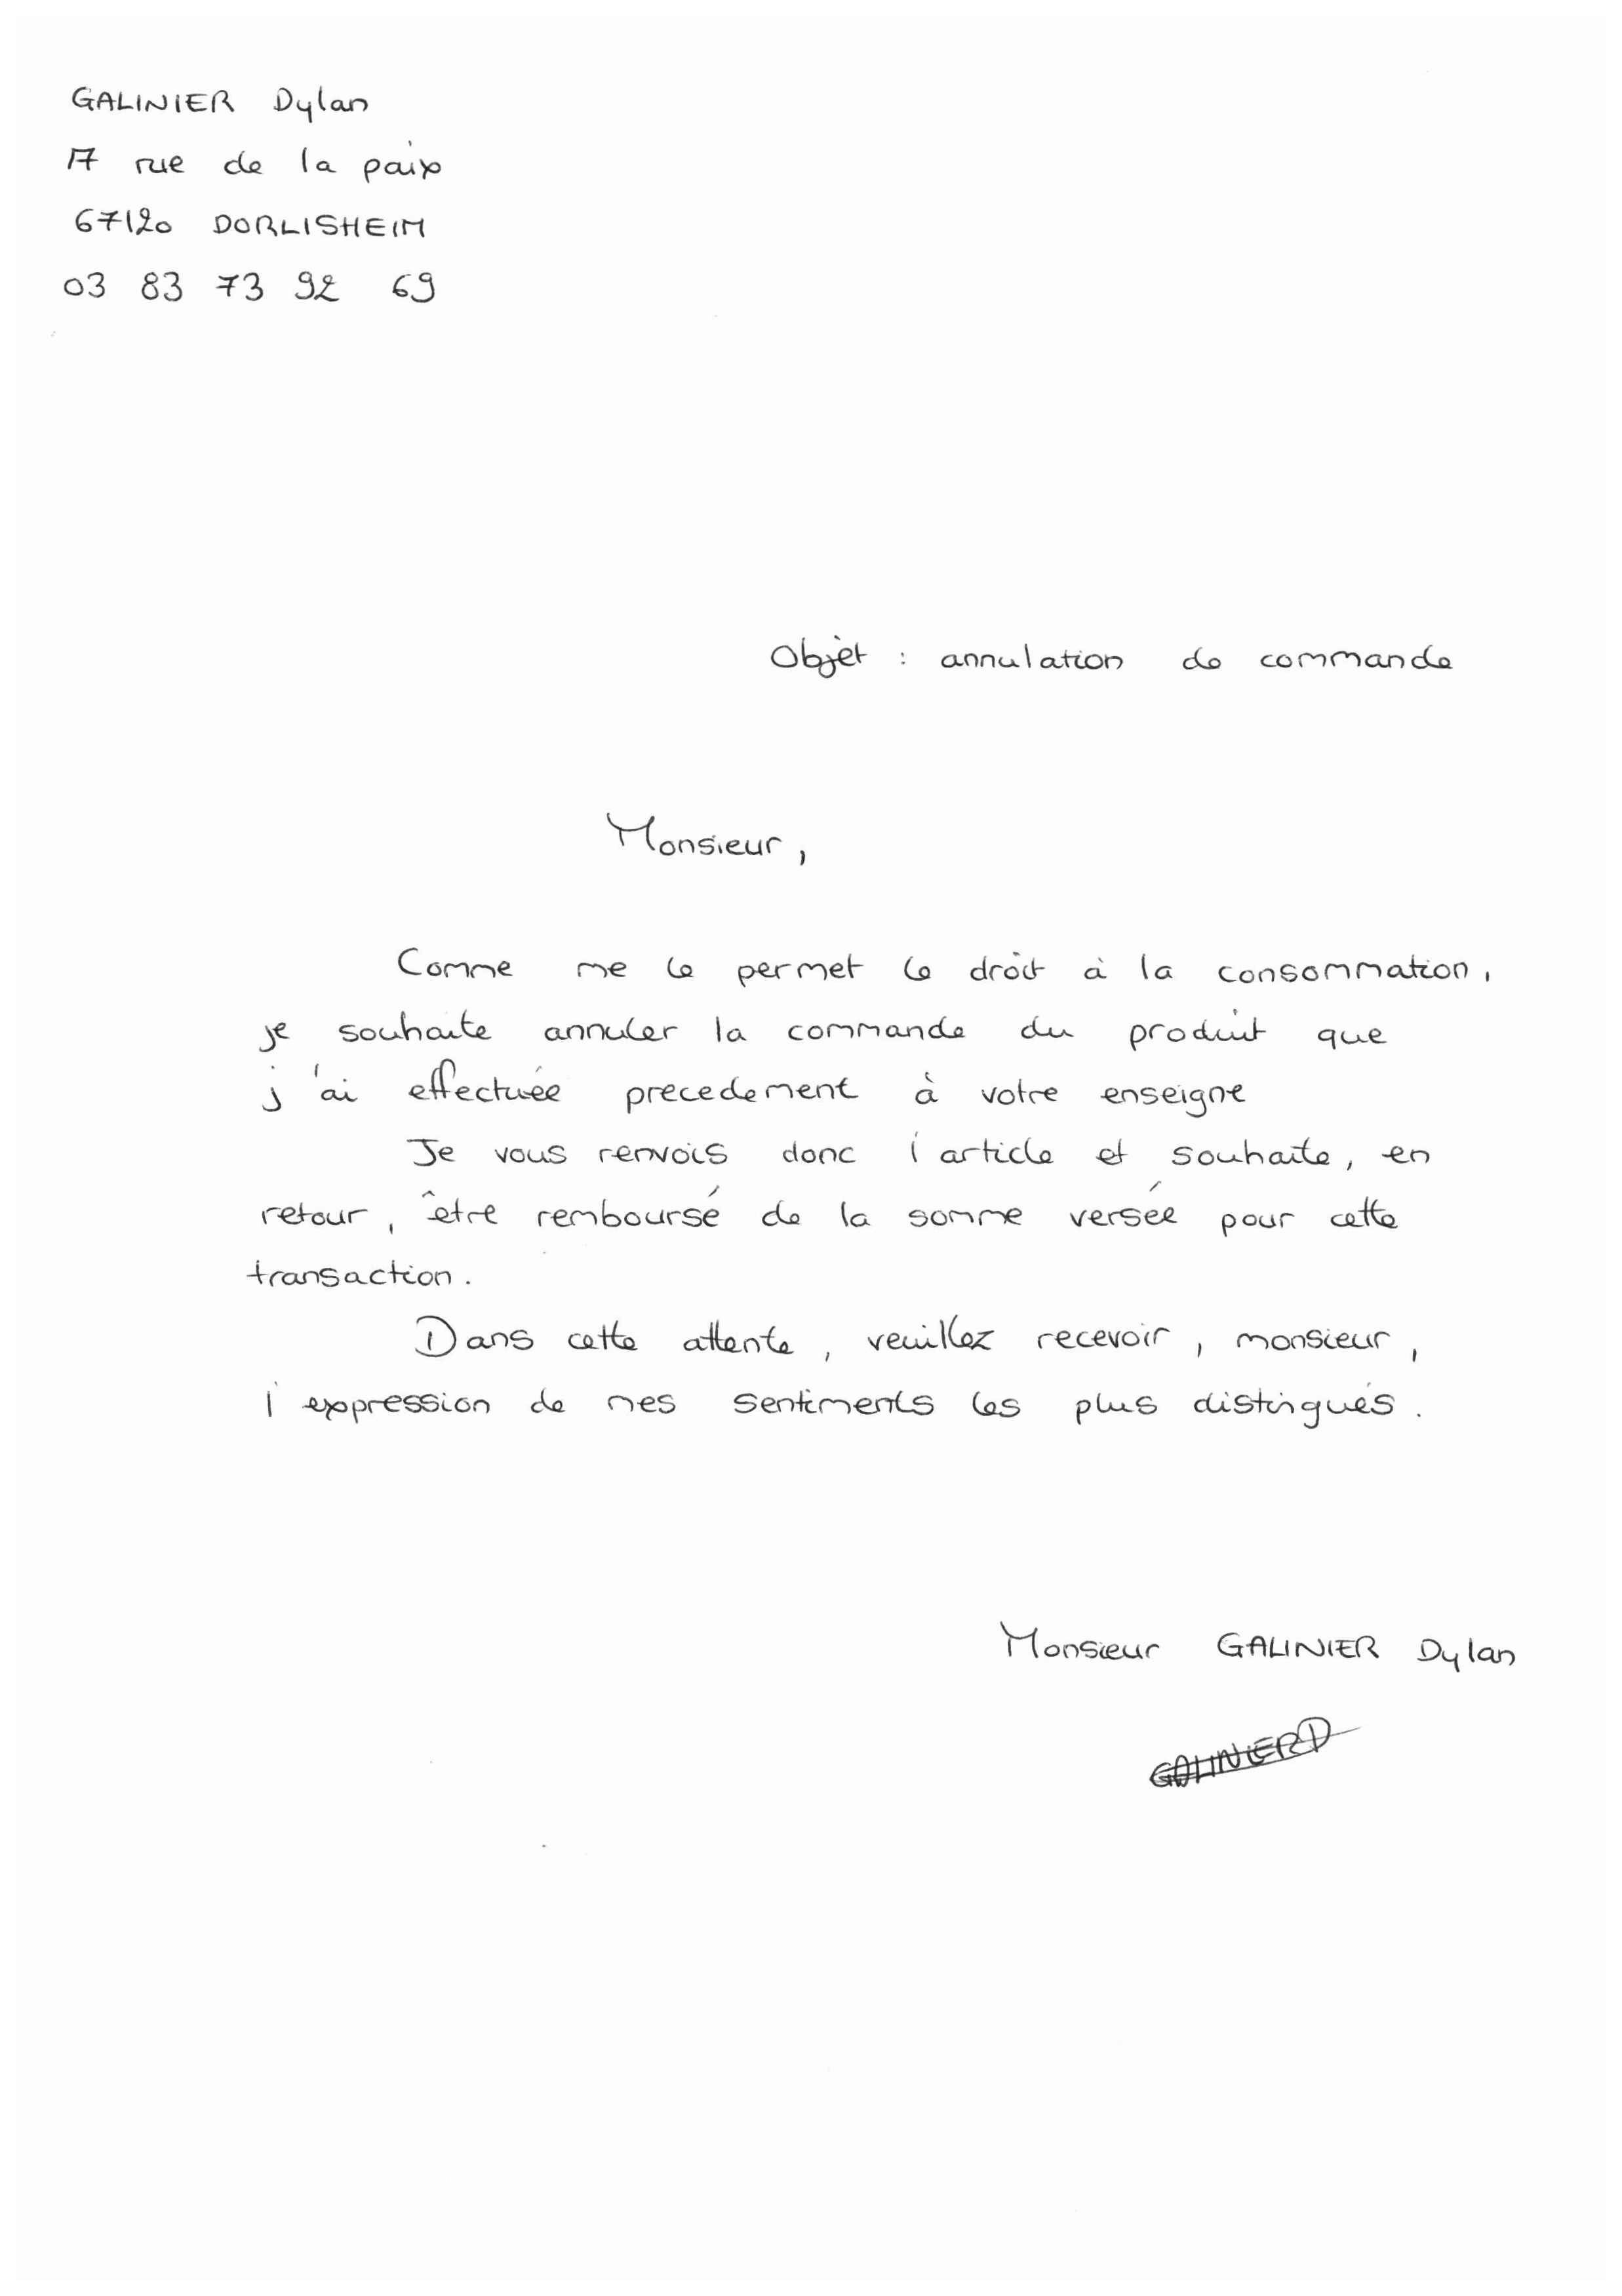 GALINIER Dylan
17 rue de la paix
67120 DORLISHEIM
03 83 73 92 69
Objet : annulation de commande
Monsieur,
Comme me le permet le droit à la consommation,
je souhaite annuler la commande du produit que
j'ai effectuée precedement à votre enseigne
Je vous renvois donc l'article et souhaite, en
retour, être remboursé de la somme versée pour cette
transaction.
Dans cette attente, veuillez recevoir, monsieur,
l'expression de mes sentiments les plus distingués.
Monsieur GALINIER Dylan
GALINIER D